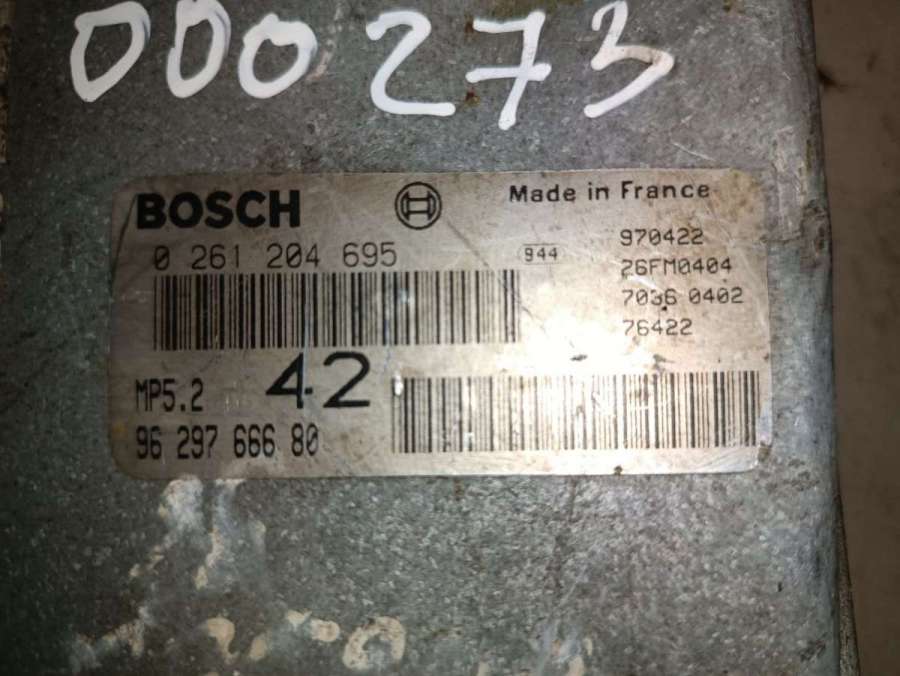 000273
BOSCH
Made in France
0 261 204 695
944
970422
26FM0404
7036 0402
76422
MP5.2
42
96 297 666 80